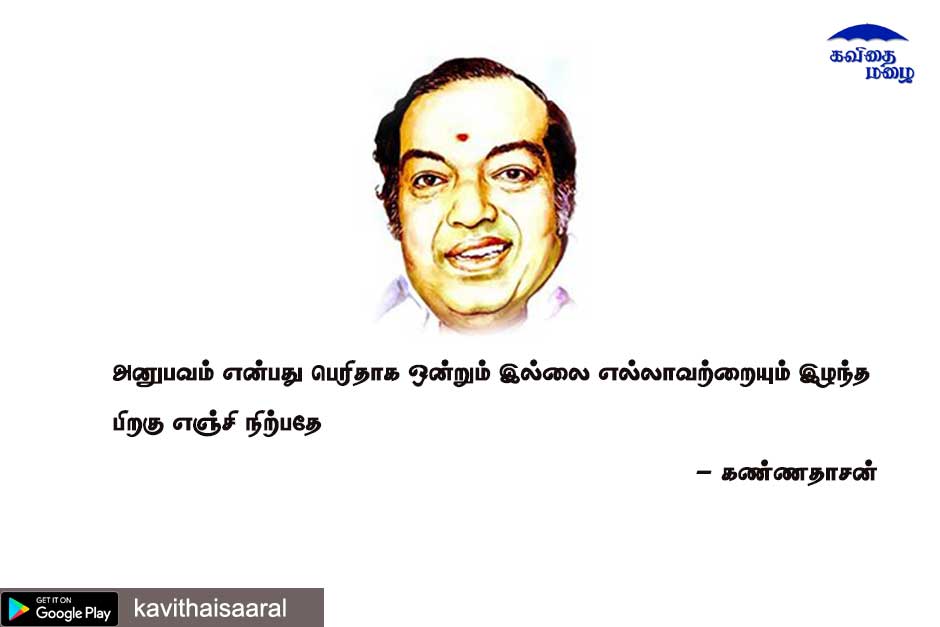 கவிதை
மழை
அனுபவம் என்பது பெரிதாக ஒன்றும் இல்லை எல்லாவற்றையும் இழந்த
பிறகு எஞ்சி நிற்பதே
– கண்ணதாசன்
GET IT ON
Google Play
kavithaisaaral